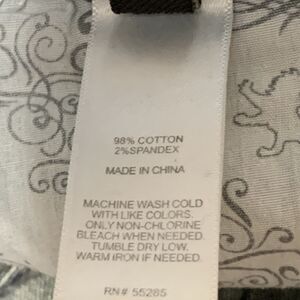 98% COTTON
2%SPANDEX
MADE IN CHINA
MACHINE WASH COLD
WITH LIKE COLORS.
ONLY NON-CHLORINE
BLEACH WHEN NEEDED.
TUMBLE DRY LOW.
WARM IRON IF NEEDED.
RN# 55285